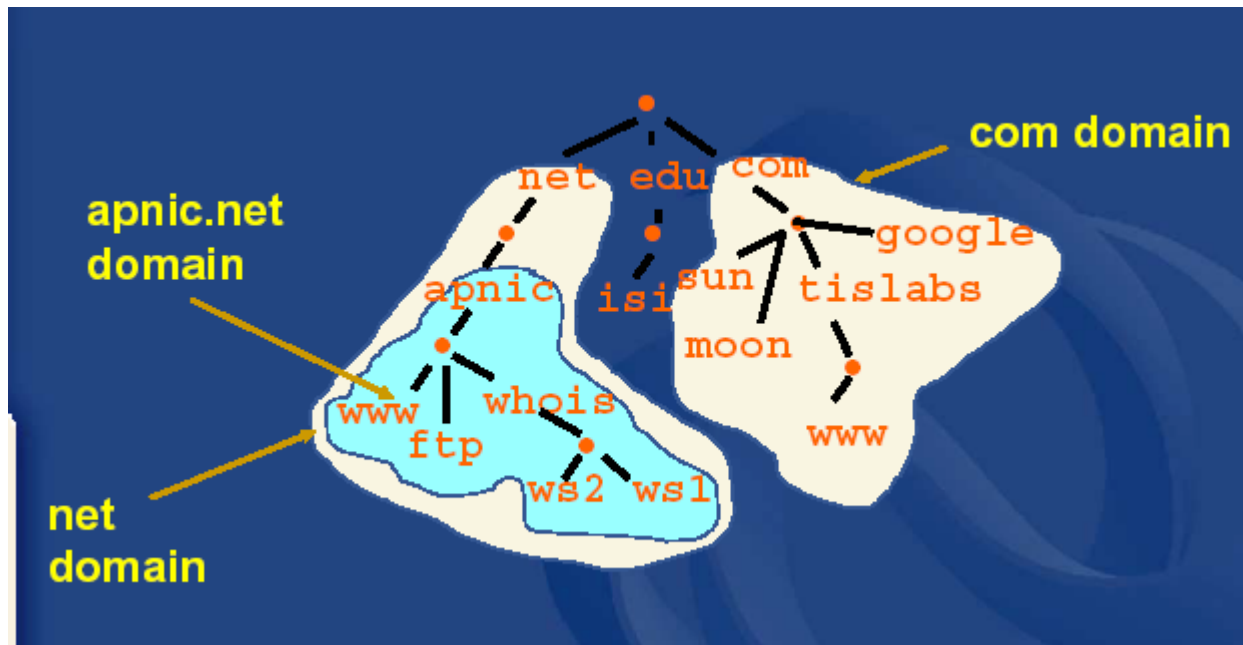 com domain
net edu com
apnic.net
domain
google
apnic isi sun tislabs
moon
www whois
ftp www
ws2 ws1
net
domain